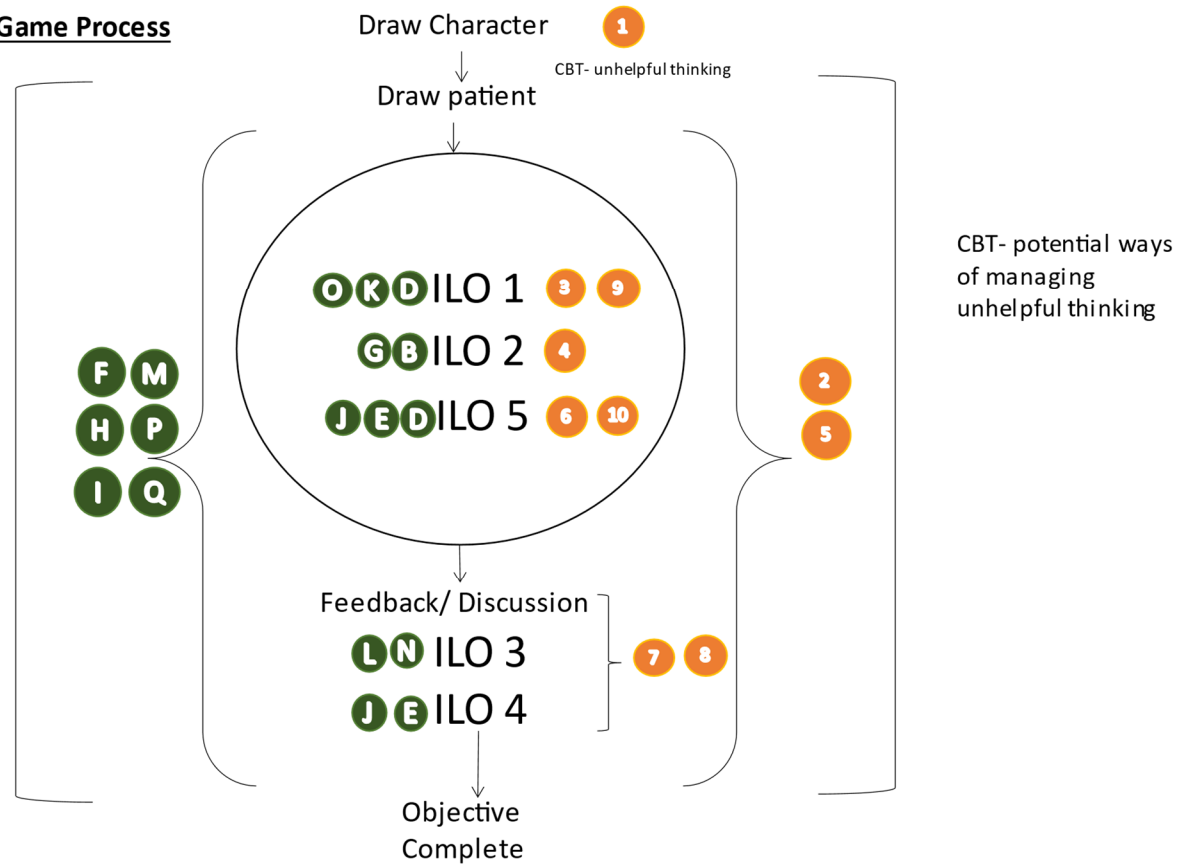 Game Process
Draw Character
1
CBT- unhelpful thinking
Draw patient
O K D ILO 1 3 9
G B ILO 2 4
J E D ILO 5 6 10
F M
H P
I Q
2
5
CBT- potential ways
of managing
unhelpful thinking
Feedback/ Discussion
L N ILO 3
J E ILO 4
7 8
Objective
Complete